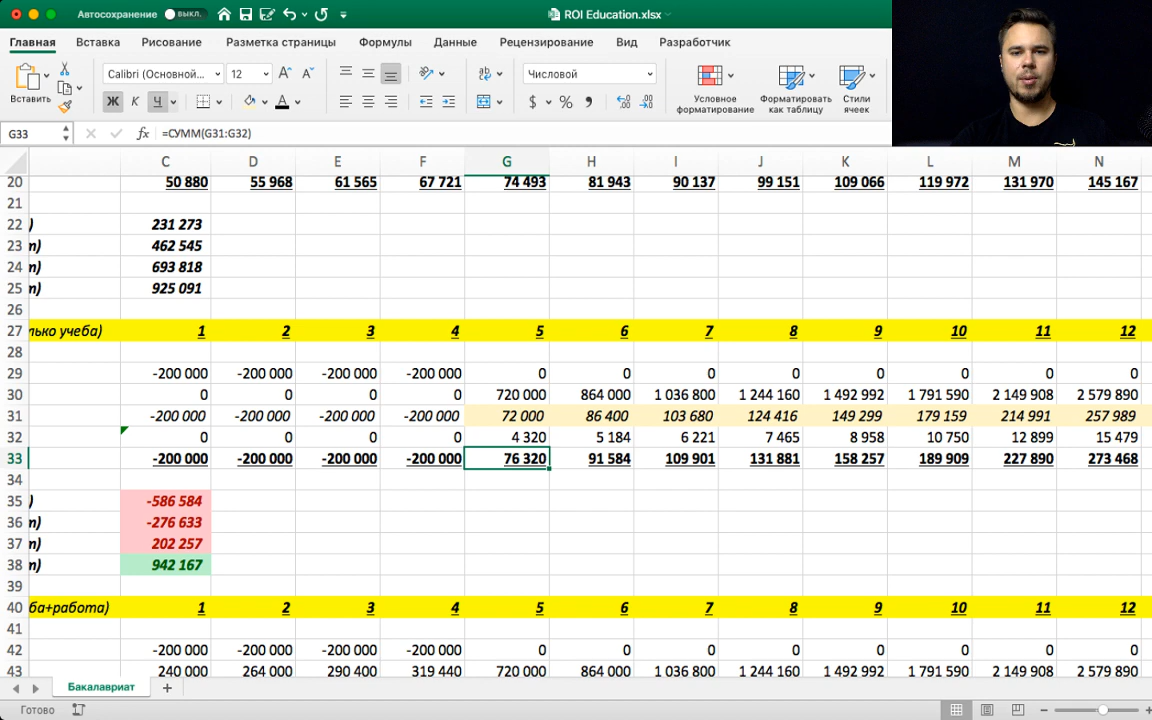 Автосохранение ВЫКЛ. ROI Education.xlsx
Главная Вставка Рисование Разметка страницы Формулы Данные Рецензирование Вид Разработчик
Вставить Calibri (Основной... 12 Числовой
Ж К Ч $ % Условное форматирование Форматировать как таблицу Стили ячеек
G33 fx =СУММ(G31:G32)
C D E F G H I J K L M N
20 50 880 55 968 61 565 67 721 74 493 81 943 90 137 99 151 109 066 119 972 131 970 145 167
21
22 ) 231 273
23 т) 462 545
24 т) 693 818
25 т) 925 091
26
27 лько учеба) 1 2 3 4 5 6 7 8 9 10 11 12
28
29 -200 000 -200 000 -200 000 -200 000 0 0 0 0 0 0 0 0
30 0 0 0 0 720 000 864 000 1 036 800 1 244 160 1 492 992 1 791 590 2 149 908 2 579 890
31 -200 000 -200 000 -200 000 -200 000 72 000 86 400 103 680 124 416 149 299 179 159 214 991 257 989
32 0 0 0 0 4 320 5 184 6 221 7 465 8 958 10 750 12 899 15 479
33 -200 000 -200 000 -200 000 -200 000 76 320 91 584 109 901 131 881 158 257 189 909 227 890 273 468
34
35 ) -586 584
36 т) -276 633
37 т) 202 257
38 т) 942 167
39
40 ба+работа) 1 2 3 4 5 6 7 8 9 10 11 12
41
42 -200 000 -200 000 -200 000 -200 000 0 0 0 0 0 0 0 0
43 240 000 264 000 290 400 319 440 720 000 864 000 1 036 800 1 244 160 1 492 992 1 791 590 2 149 908 2 579 890
Бакалавриат +
Готово